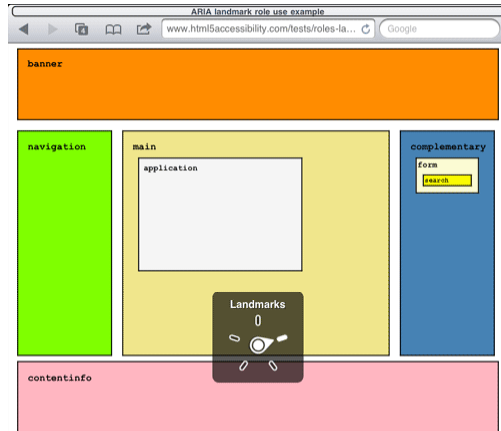 ARIA landmark role use example
www.html5accessibility.com/tests/roles-la...
Google
banner
navigation
main
complementary
application
form
search
Landmarks
contentinfo